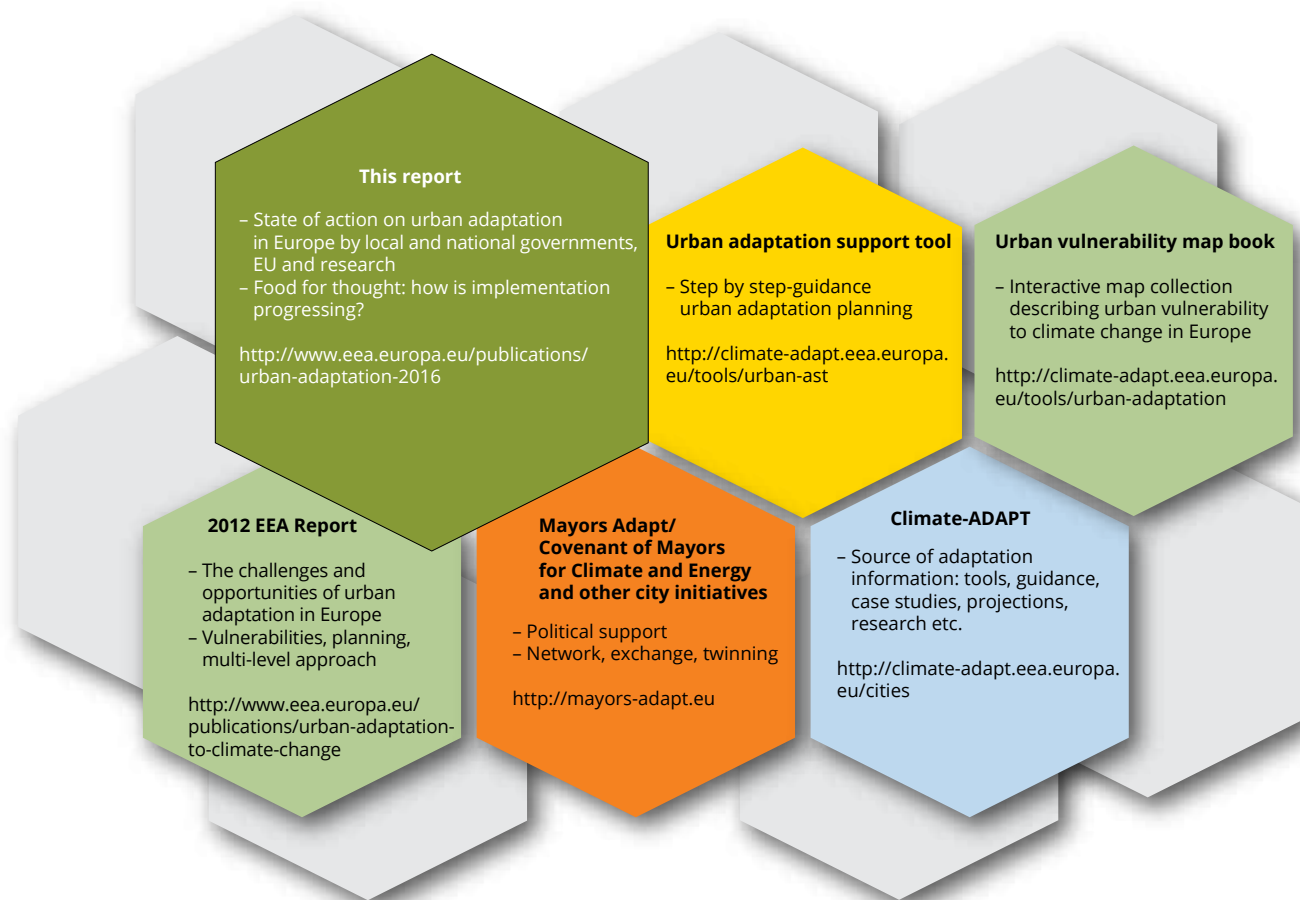 This report
– State of action on urban adaptation
in Europe by local and national governments,
EU and research
– Food for thought: how is implementation
progressing?
http://www.eea.europa.eu/publications/
urban-adaptation-2016
Urban adaptation support tool
– Step by step-guidance
urban adaptation planning
http://climate-adapt.eea.europa.
eu/tools/urban-ast
Urban vulnerability map book
– Interactive map collection
describing urban vulnerability
to climate change in Europe
http://climate-adapt.eea.europa.
eu/tools/urban-adaptation
2012 EEA Report
– The challenges and
opportunities of urban
adaptation in Europe
– Vulnerabilities, planning,
multi-level approach
http://www.eea.europa.eu/
publications/urban-adaptation-
to-climate-change
Mayors Adapt/
Covenant of Mayors
for Climate and Energy
and other city initiatives
– Political support
– Network, exchange, twinning
http://mayors-adapt.eu
Climate-ADAPT
– Source of adaptation
information: tools, guidance,
case studies, projections,
research etc.
http://climate-adapt.eea.europa.
eu/cities